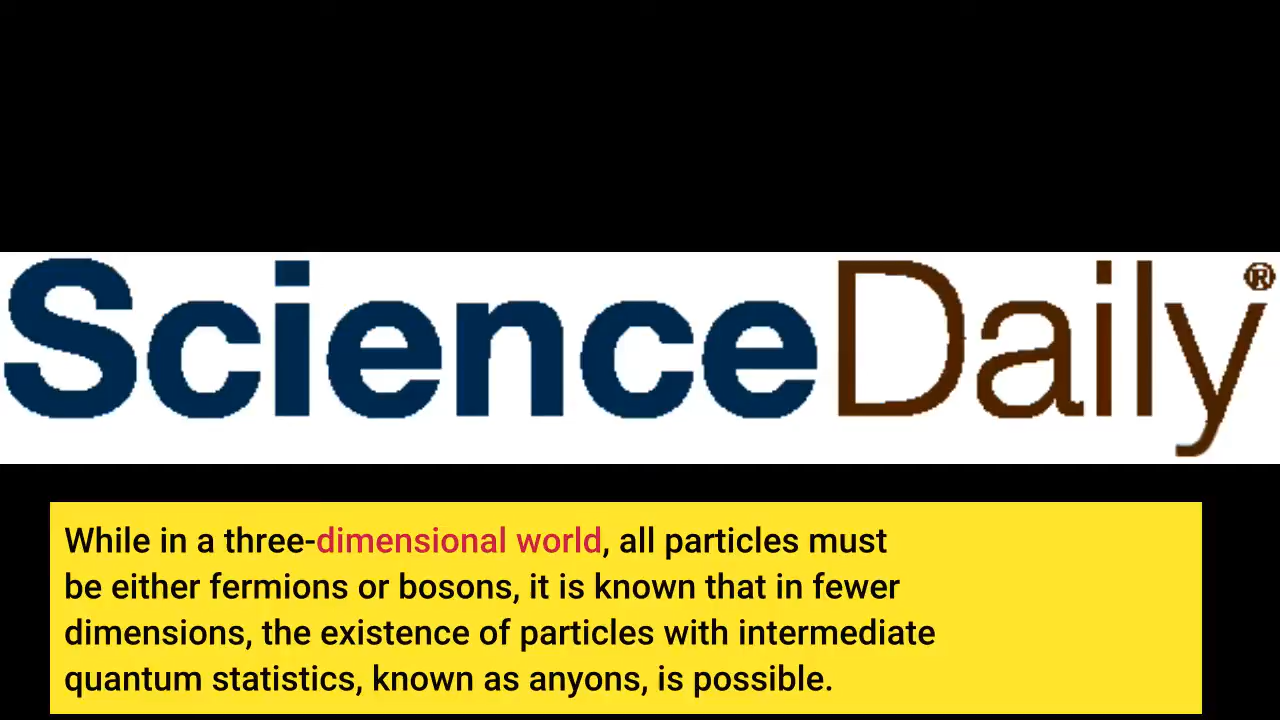 ScienceDaily®
While in a three-dimensional world, all particles must
be either fermions or bosons, it is known that in fewer
dimensions, the existence of particles with intermediate
quantum statistics, known as anyons, is possible.